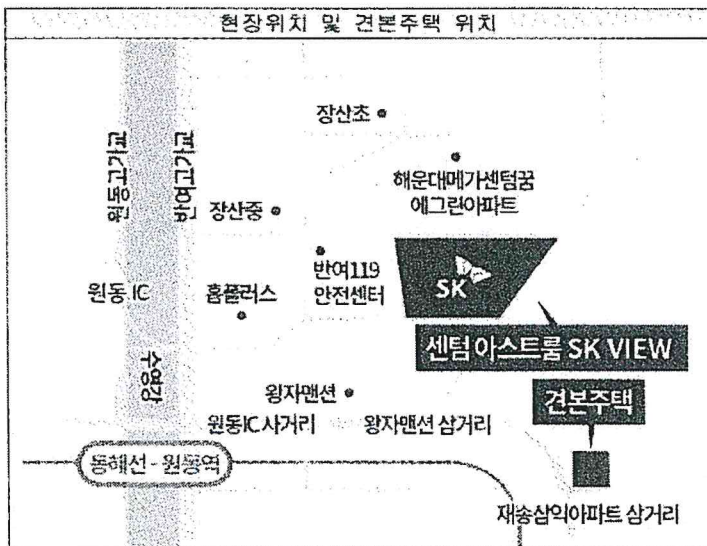 현장위치 및 견본주택 위치
장산초
원동고가교
반여고가교
해운대메가센텀꿈
에그린아파트
장산중
반여119
안전센터
SK
원동 IC
홈플러스
센텀 아스트룸 SK VIEW
수영강
왕자맨션
견본주택
원동IC 사거리
왕자맨션 삼거리
동해선 - 원동역
재송삼익아파트 삼거리